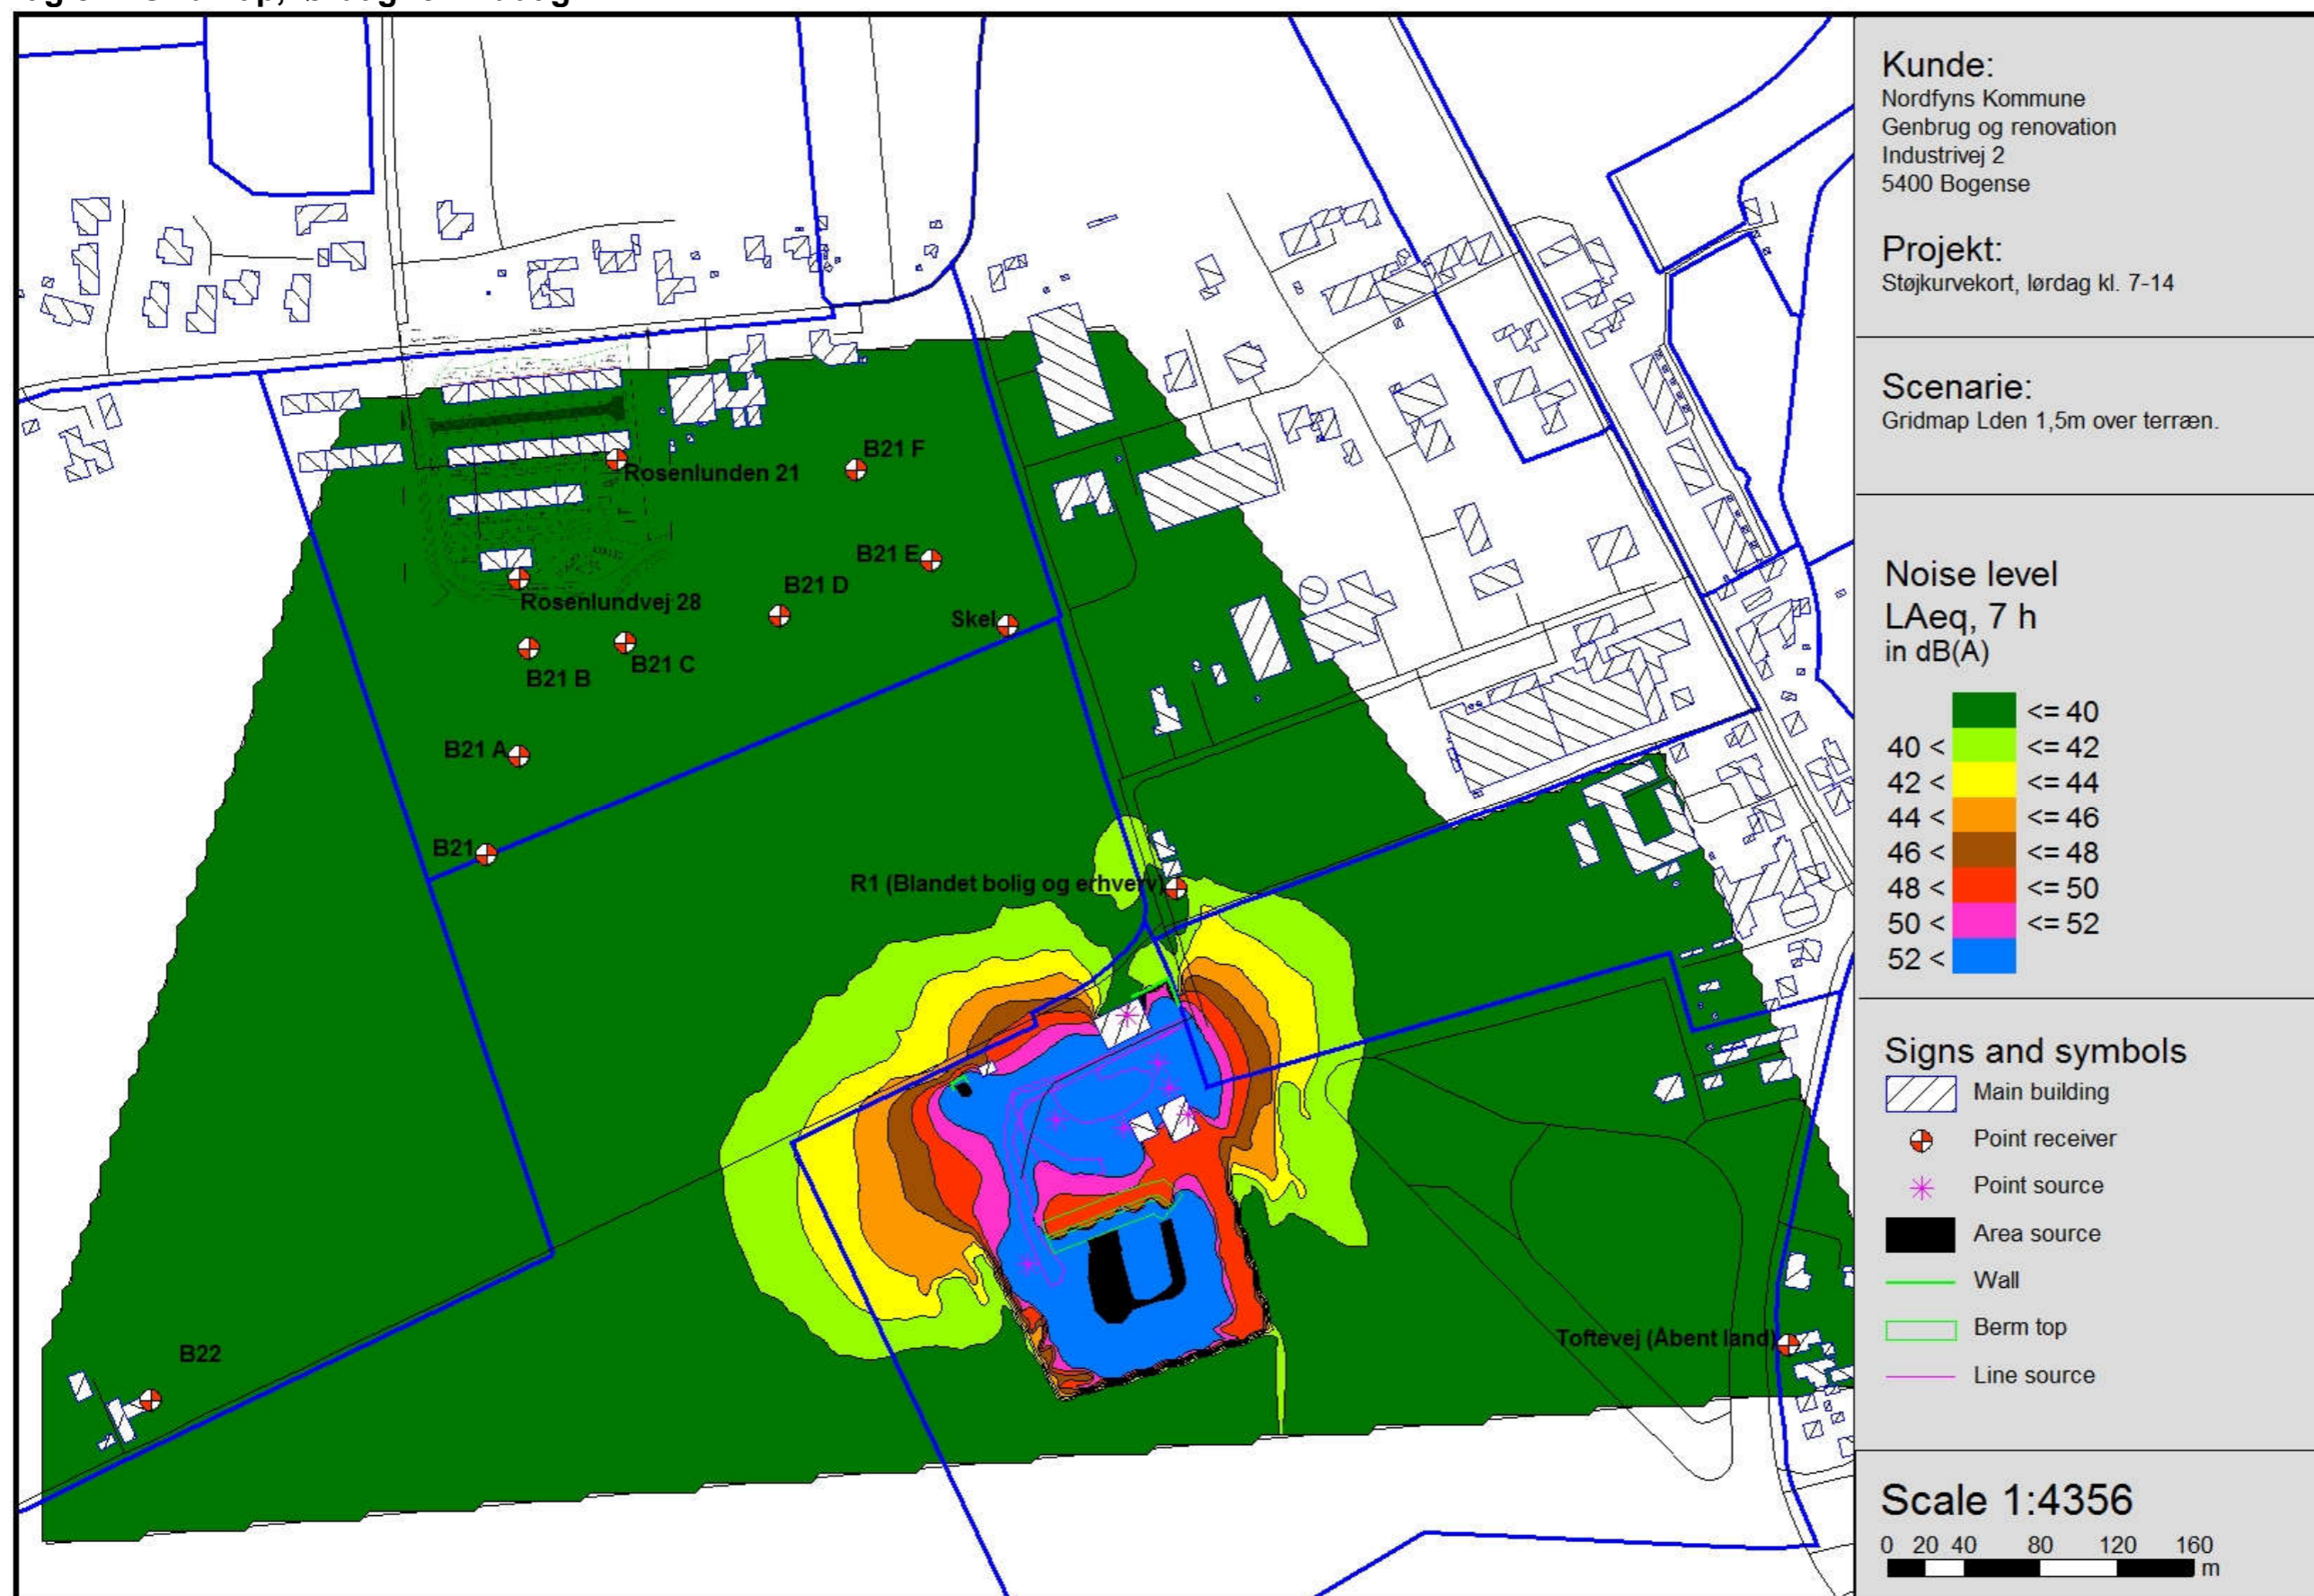 Kunde:
Nordfyns Kommune
Genbrug og renovation
Industrivej 2
5400 Bogense
Projekt:
Støjkurvekort, lørdag kl. 7-14
Scenarie:
Gridmap Lden 1,5m over terræn.
Noise level
LAeq, 7 h
in dB(A)
<= 40
40 < <= 42
42 < <= 44
44 < <= 46
46 < <= 48
48 < <= 50
50 < <= 52
52 <
Signs and symbols
Main building
Point receiver
Point source
Area source
Wall
Berm top
Line source
Scale 1:4356
0 20 40 80 120 160
m
B21 F
Rosenlunden 21
B21 E
B21 D
Rosenlundvej 28
Skel
B21 C
B21 B
B21 A
B21
R1 (Blandet bolig og erhverv)
Toftevej (Åbent land)
B22